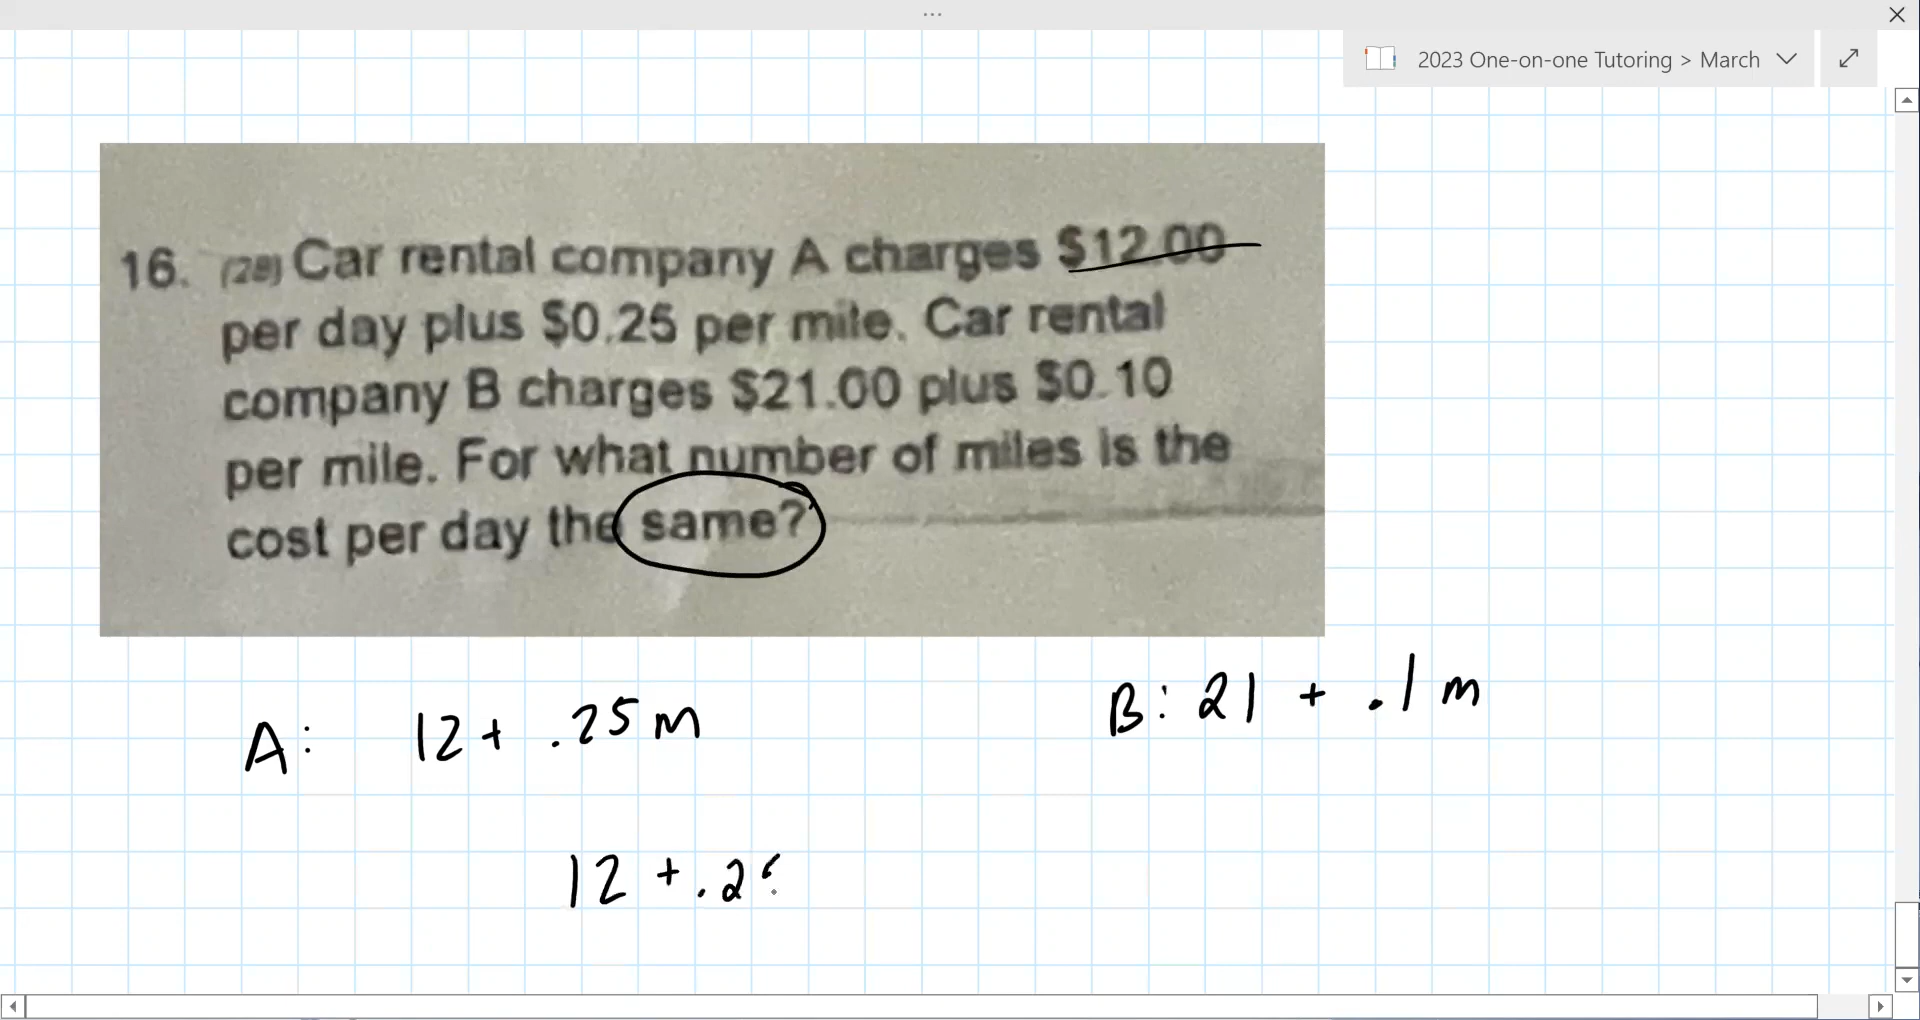 2023 One-on-one Tutoring > March
16. (28) Car rental company A charges $12.00
per day plus $0.25 per mile. Car rental
company B charges $21.00 plus $0.10
per mile. For what number of miles is the
cost per day the same?
A: 12 + .25 m
B: 21 + .1 m
12 + .2